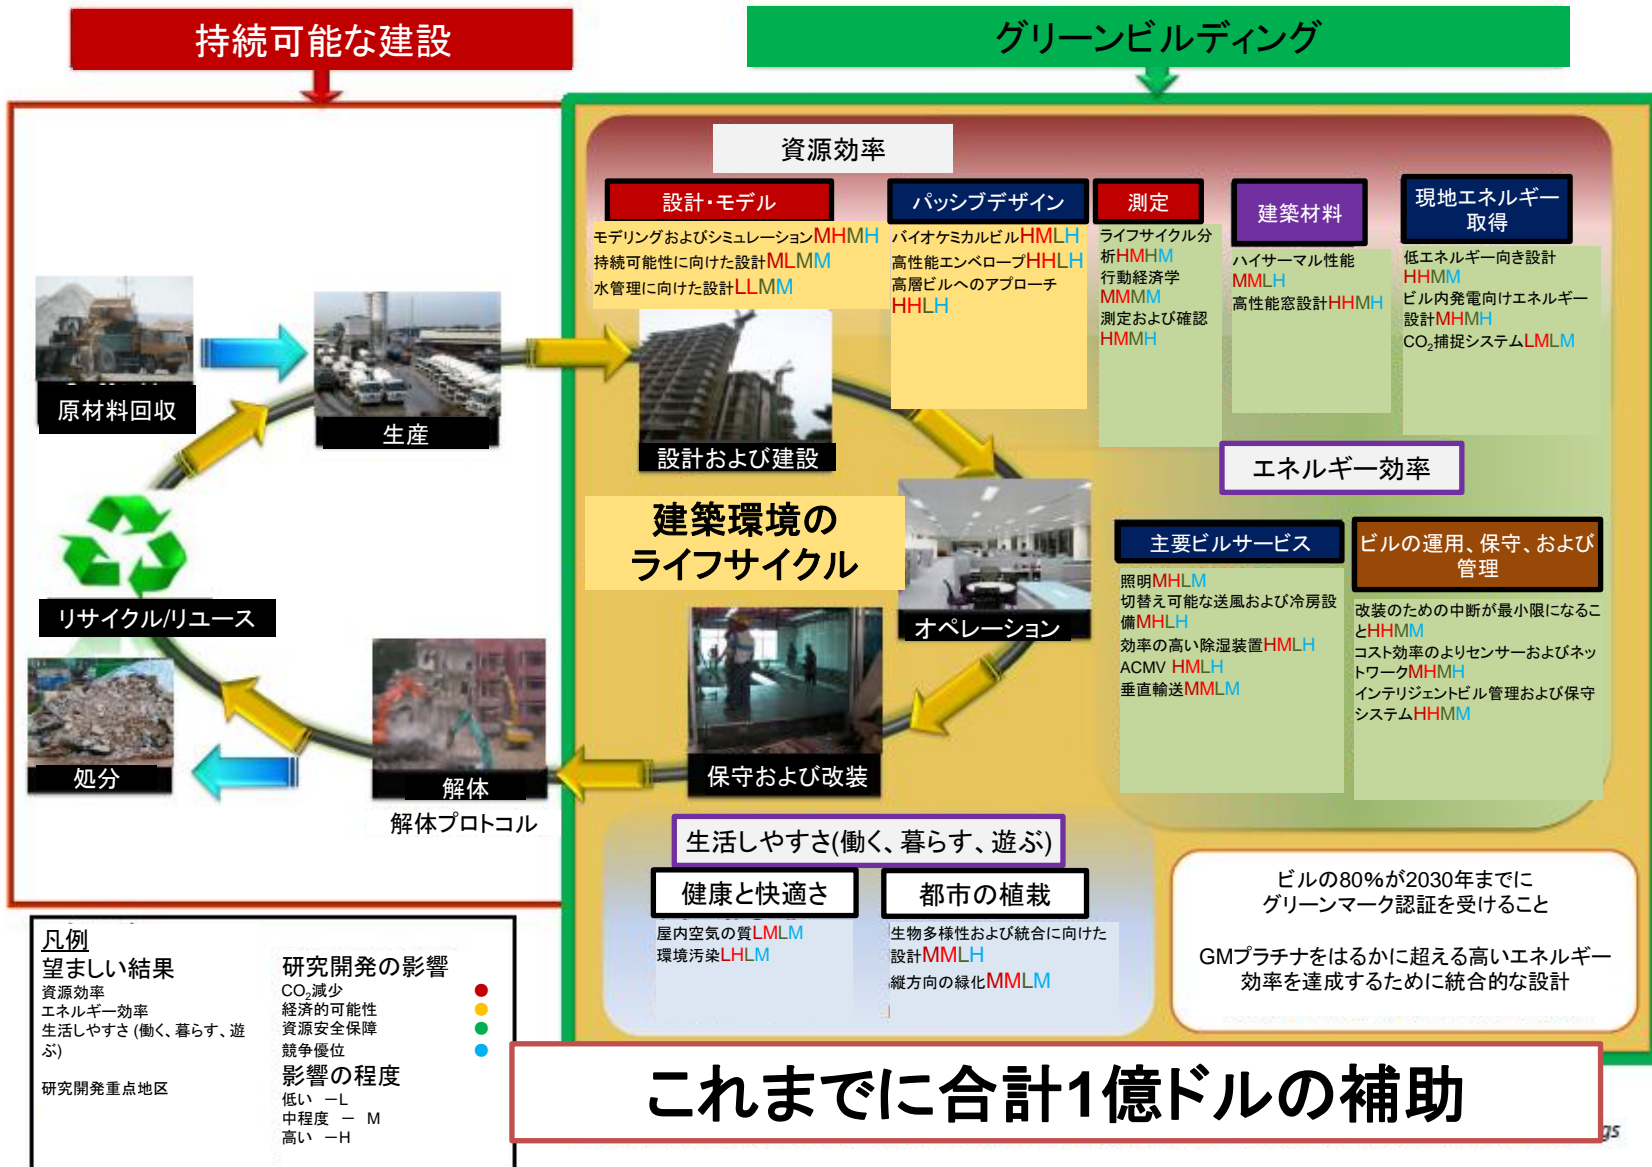 持続可能な建設
グリーンビルディング
資源効率
設計・モデル
モデリングおよびシミュレーションMHMH
持続可能性に向けた設計MLMM
水管理に向けた設計LLMM
パッシブデザイン
バイオケミカルビルHMLH
高性能エンベロープHHLH
高層ビルへのアプローチ
HHLH
測定
ライフサイクル分
析HMHM
行動経済学
MMMM
測定および確認
HMMH
建築材料
ハイサーマル性能
MMLH
高性能窓設計HHMH
現地エネルギー
取得
低エネルギー向き設計
HHMM
ビル内発電向けエネルギー
設計MHMH
CO₂捕捉システムLMLM
原材料回収
生産
設計および建設
エネルギー効率
建築環境の
ライフサイクル
主要ビルサービス
照明MHLM
切替え可能な送風および冷房設
備MHLH
効率の高い除湿装置HMLH
ACMV HMLH
垂直輸送MMLM
ビルの運用、保守、および
管理
改装のための中断が最小限になるこ
とHHMM
コスト効率のよりセンサーおよびネッ
トワークMHMH
インテリジェントビル管理および保守
システムHHMM
リサイクル/リユース
オペレーション
処分
解体
解体プロトコル
保守および改装
生活しやすさ(働く、暮らす、遊ぶ)
健康と快適さ
屋内空気の質LMLM
環境汚染LHLM
都市の植栽
生物多様性および統合に向けた
設計MMLH
縦方向の緑化MMLM
ビルの80%が2030年までに
グリーンマーク認証を受けること
GMプラチナをはるかに超える高いエネルギー
効率を達成するために統合的な設計
凡例
望ましい結果
資源効率
エネルギー効率
生活しやすさ (働く、暮らす、遊
ぶ)
研究開発重点地区
研究開発の影響
CO₂減少
経済的可能性
資源安全保障
競争優位
影響の程度
低い －L
中程度 － M
高い －H
これまでに合計1億ドルの補助
gs